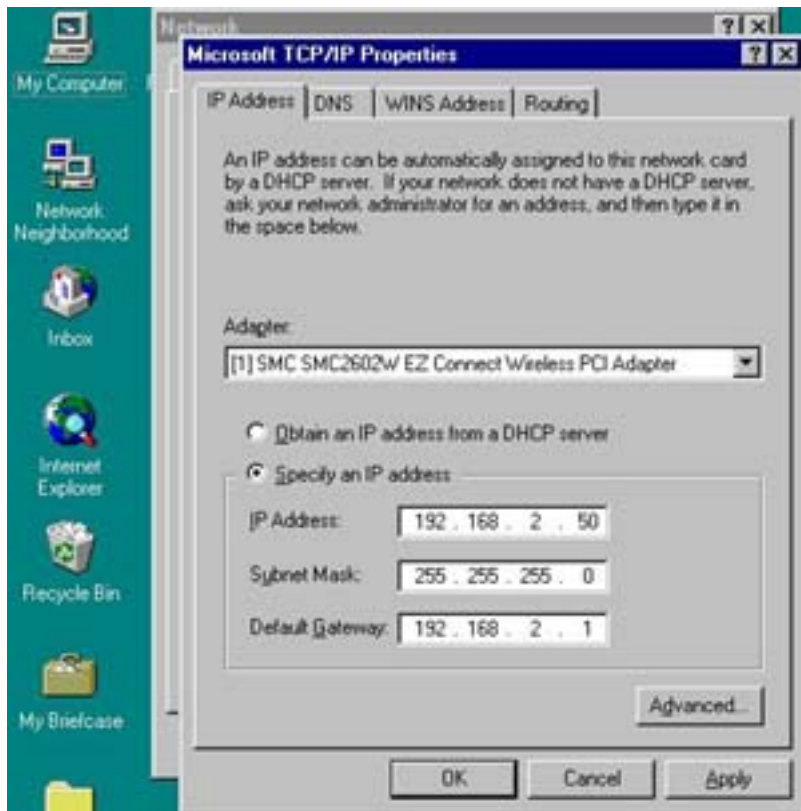 My Computer
Network Neighborhood
Inbox
Internet Explorer
Recycle Bin
My Briefcase
Network
Microsoft TCP/IP Properties
IP Address
DNS
WINS Address
Routing
An IP address can be automatically assigned to this network card
by a DHCP server. If your network does not have a DHCP server,
ask your network administrator for an address, and then type it in
the space below.
Adapter:
[1] SMC SMC2602W EZ Connect Wireless PCI Adapter
Obtain an IP address from a DHCP server
Specify an IP address
IP Address: 192 . 168 . 2 . 50
Subnet Mask: 255 . 255 . 255 . 0
Default Gateway: 192 . 168 . 2 . 1
Advanced...
OK
Cancel
Apply